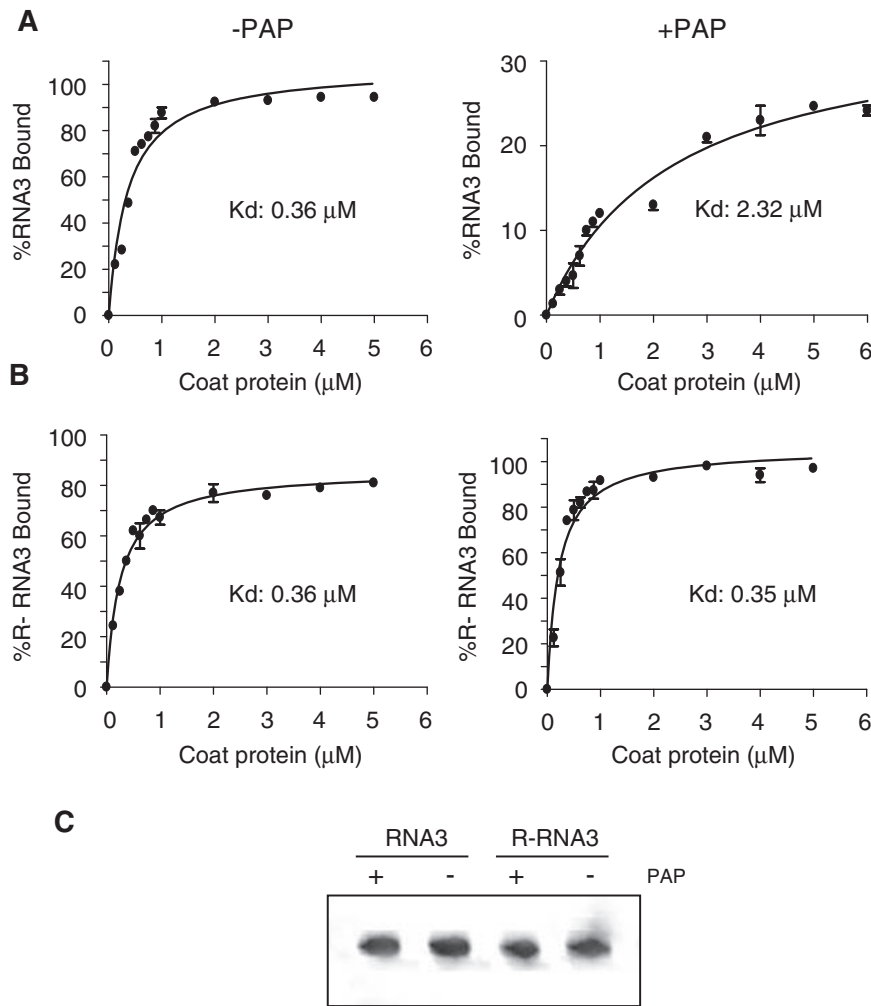 A
-PAP
+PAP
%RNA3 Bound
100
80
60
40
20
0
Kd: 0.36 μM
0 1 2 3 4 5 6
Coat protein (μM)
%RNA3 Bound
30
20
10
0
Kd: 2.32 μM
0 1 2 3 4 5 6
Coat protein (μM)
B
%R- RNA3 Bound
100
80
60
40
20
0
Kd: 0.36 μM
0 1 2 3 4 5 6
Coat protein (μM)
%R- RNA3 Bound
100
80
60
40
20
0
Kd: 0.35 μM
0 1 2 3 4 5 6
Coat protein (μM)
C
RNA3 R-RNA3
+ - + - PAP